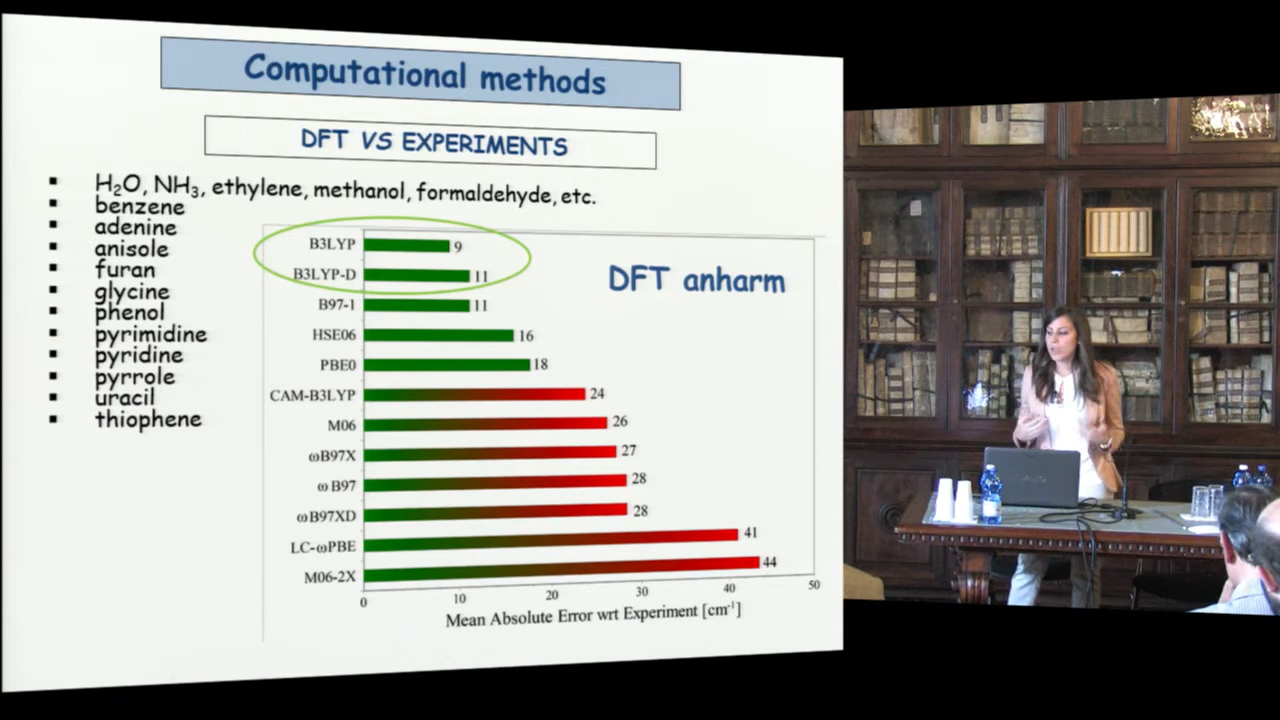 Computational methods
DFT VS EXPERIMENTS
▪ H₂O, NH₃, ethylene, methanol, formaldehyde, etc.
▪ benzene
▪ adenine
▪ anisole
▪ furan
▪ glycine
▪ phenol
▪ pyrimidine
▪ pyridine
▪ pyrrole
▪ uracil
▪ thiophene
DFT anharm
B3LYP 9
B3LYP-D 11
B97-1 11
HSE06 16
PBE0 18
CAM-B3LYP 24
M06 26
ωB97X 27
ωB97 28
ωB97XD 28
LC-ωPBE 41
M06-2X 44
0 10 20 30 40 50
Mean Absolute Error wrt Experiment [cm⁻¹]